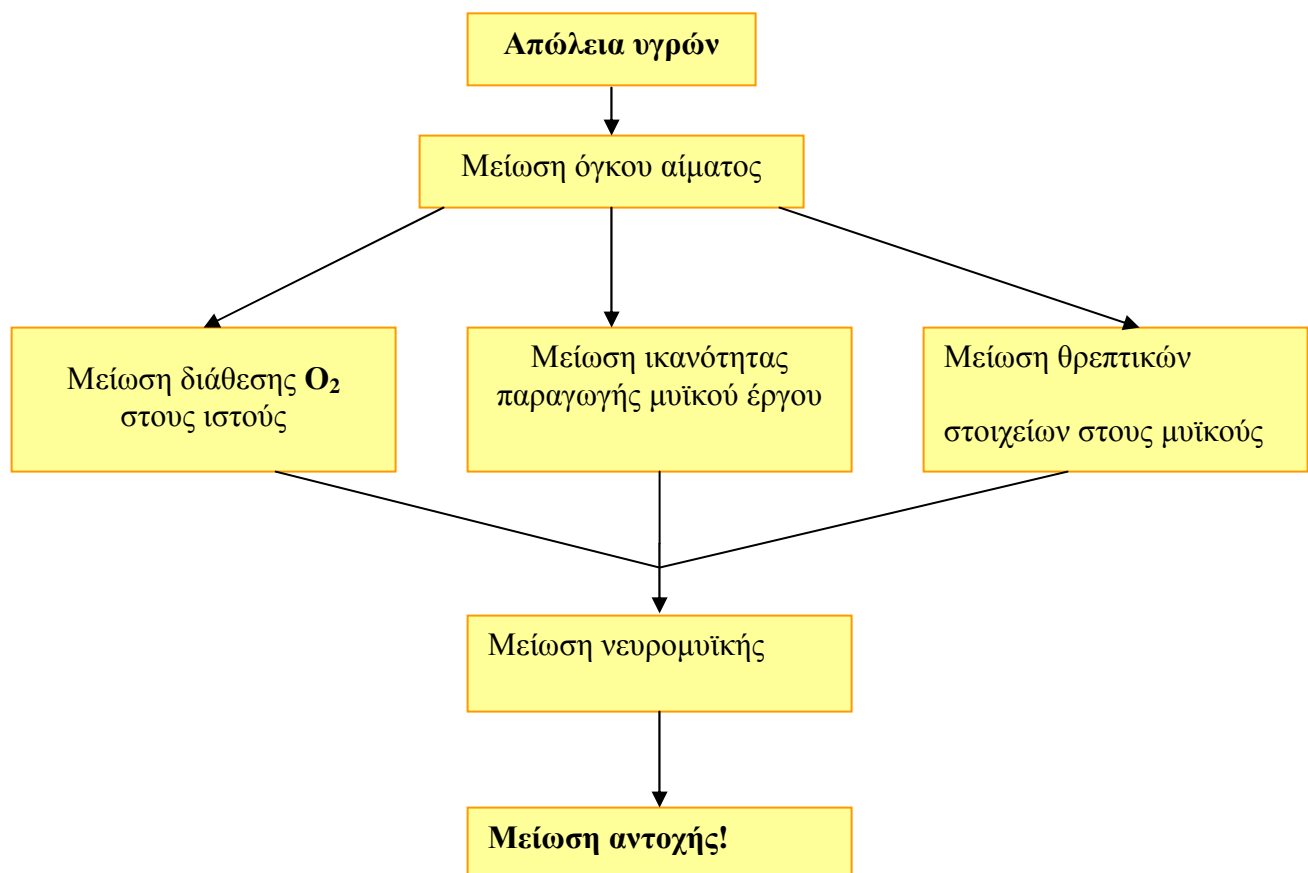 Απώλεια υγρών
Μείωση όγκου αίματος
Μείωση διάθεσης O₂
στους ιστούς
Μείωση ικανότητας
παραγωγής μυϊκού έργου
Μείωση θρεπτικών
στοιχείων στους μυϊκούς
Μείωση νευρομυϊκής
Μείωση αντοχής!